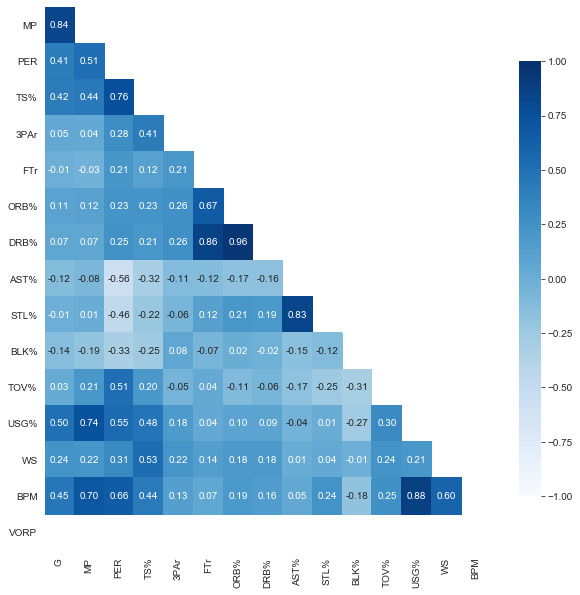 MP 0.84
PER 0.41 0.51
TS% 0.42 0.44 0.76
3PAr 0.05 0.04 0.28 0.41
FTr -0.01 -0.03 0.21 0.12 0.21
ORB% 0.11 0.12 0.23 0.23 0.26 0.67
DRB% 0.07 0.07 0.25 0.21 0.26 0.86 0.96
AST% -0.12 -0.08 -0.56 -0.32 -0.11 -0.12 -0.17 -0.16
STL% -0.01 0.01 -0.46 -0.22 -0.06 0.12 0.21 0.19 0.83
BLK% -0.14 -0.19 -0.33 -0.25 0.08 -0.07 0.02 -0.02 -0.15 -0.12
TOV% 0.03 0.21 0.51 0.20 -0.05 0.04 -0.11 -0.06 -0.17 -0.25 -0.31
USG% 0.50 0.74 0.55 0.48 0.18 0.04 0.10 0.09 -0.04 0.01 -0.27 0.30
WS 0.24 0.22 0.31 0.53 0.22 0.14 0.18 0.18 0.01 0.04 -0.01 0.24 0.21
BPM 0.45 0.70 0.66 0.44 0.13 0.07 0.19 0.16 0.05 0.24 -0.18 0.25 0.88 0.60
VORP
G MP PER TS% 3PAr FTr ORB% DRB% AST% STL% BLK% TOV% USG% WS BPM
1.00
0.75
0.50
0.25
0.00
−0.25
−0.50
−0.75
−1.00